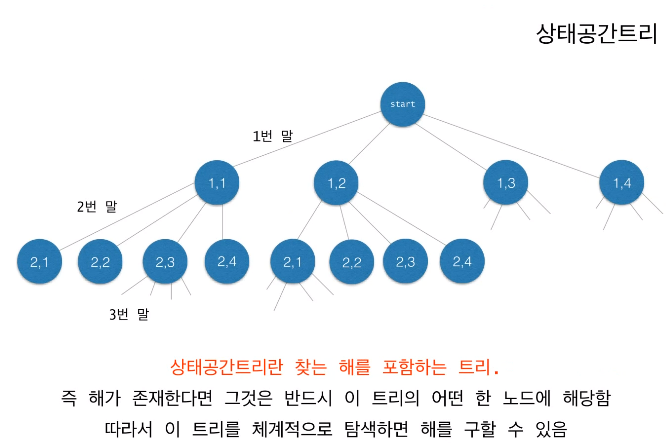 상태공간트리
start
1번 말
1,1
1,2
1,3
1,4
2번 말
2,1
2,2
2,3
2,4
2,1
2,2
2,3
2,4
3번 말
상태공간트리란 찾는 해를 포함하는 트리.
즉 해가 존재한다면 그것은 반드시 이 트리의 어떤 한 노드에 해당함
따라서 이 트리를 체계적으로 탐색하면 해를 구할 수 있음